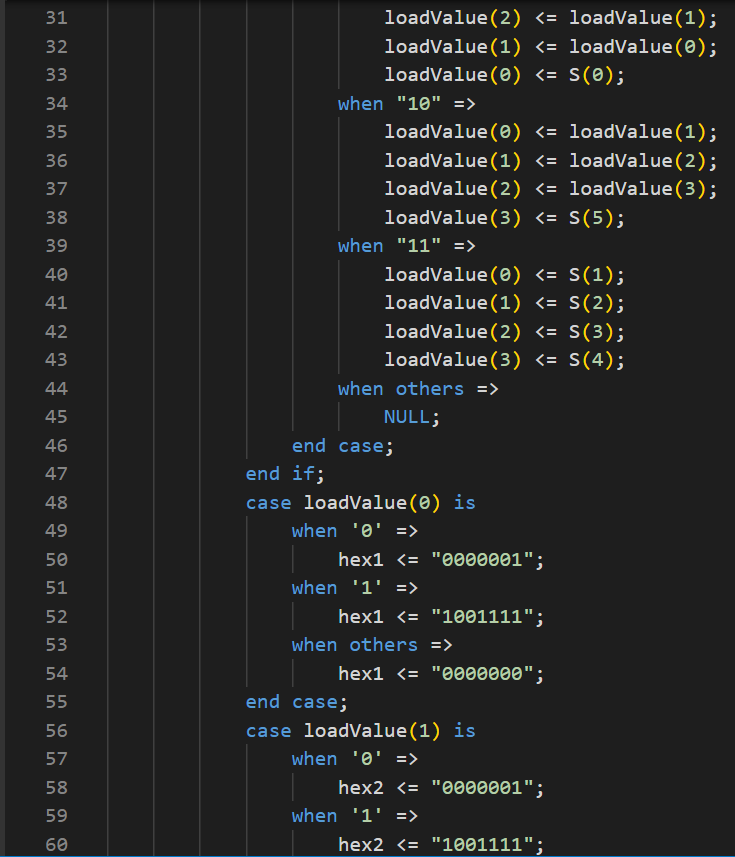 31 loadValue(2) <= loadValue(1);
32 loadValue(1) <= loadValue(0);
33 loadValue(0) <= S(0);
34 when "10" =>
35 loadValue(0) <= loadValue(1);
36 loadValue(1) <= loadValue(2);
37 loadValue(2) <= loadValue(3);
38 loadValue(3) <= S(5);
39 when "11" =>
40 loadValue(0) <= S(1);
41 loadValue(1) <= S(2);
42 loadValue(2) <= S(3);
43 loadValue(3) <= S(4);
44 when others =>
45 NULL;
46 end case;
47 end if;
48 case loadValue(0) is
49 when '0' =>
50 hex1 <= "0000001";
51 when '1' =>
52 hex1 <= "1001111";
53 when others =>
54 hex1 <= "0000000";
55 end case;
56 case loadValue(1) is
57 when '0' =>
58 hex2 <= "0000001";
59 when '1' =>
60 hex2 <= "1001111";